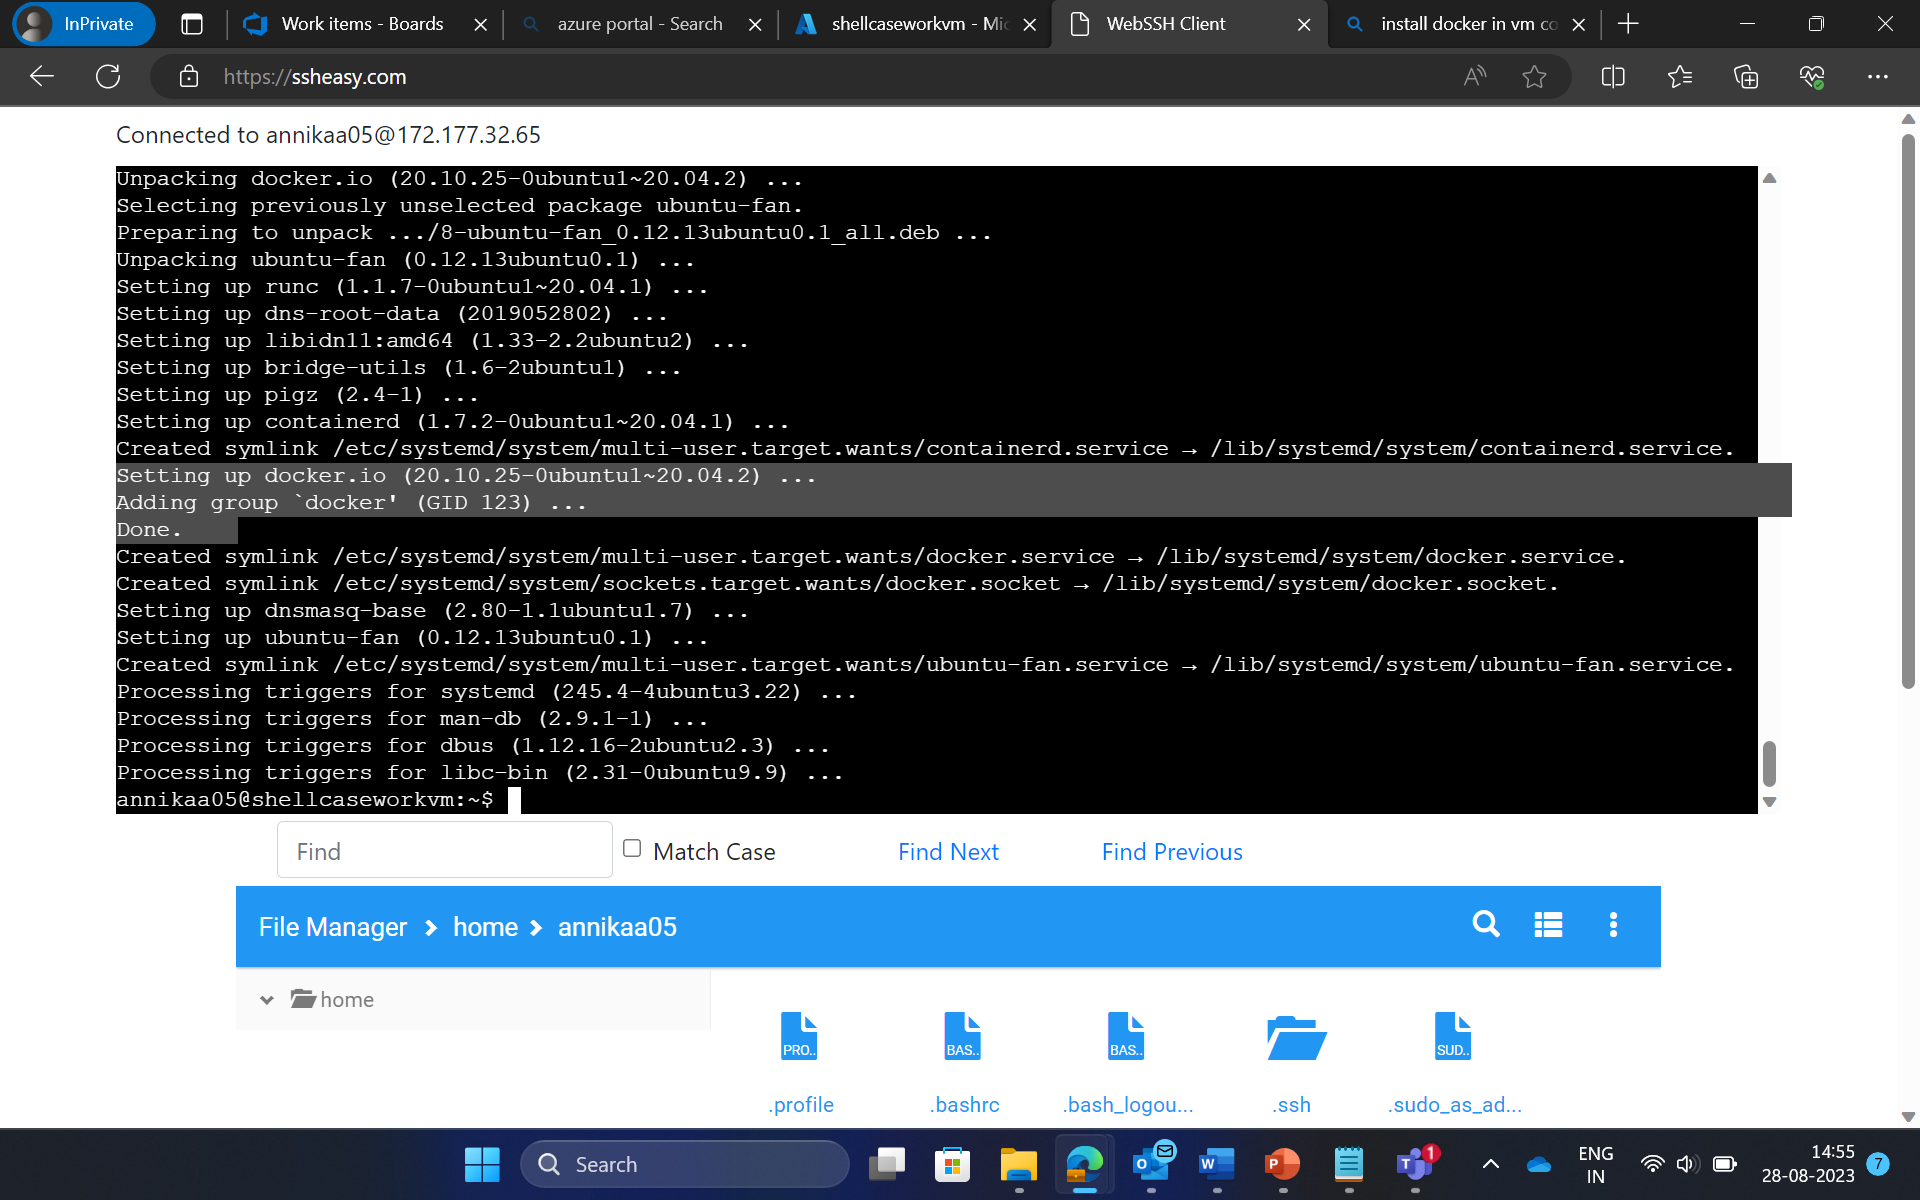 InPrivate
Work items - Boards
azure portal - Search
shellcaseworkvm - Mic
WebSSH Client
install docker in vm co
https://ssheasy.com
Connected to annikaa05@172.177.32.65
Unpacking docker.io (20.10.25-0ubuntu1~20.04.2) ...
Selecting previously unselected package ubuntu-fan.
Preparing to unpack .../8-ubuntu-fan_0.12.13ubuntu0.1_all.deb ...
Unpacking ubuntu-fan (0.12.13ubuntu0.1) ...
Setting up runc (1.1.7-0ubuntu1~20.04.1) ...
Setting up dns-root-data (2019052802) ...
Setting up libidn11:amd64 (1.33-2.2ubuntu2) ...
Setting up bridge-utils (1.6-2ubuntu1) ...
Setting up pigz (2.4-1) ...
Setting up containerd (1.7.2-0ubuntu1~20.04.1) ...
Created symlink /etc/systemd/system/multi-user.target.wants/containerd.service → /lib/systemd/system/containerd.service.
Setting up docker.io (20.10.25-0ubuntu1~20.04.2) ...
Adding group `docker' (GID 123) ...
Done.
Created symlink /etc/systemd/system/multi-user.target.wants/docker.service → /lib/systemd/system/docker.service.
Created symlink /etc/systemd/system/sockets.target.wants/docker.socket → /lib/systemd/system/docker.socket.
Setting up dnsmasq-base (2.80-1.1ubuntu1.7) ...
Setting up ubuntu-fan (0.12.13ubuntu0.1) ...
Created symlink /etc/systemd/system/multi-user.target.wants/ubuntu-fan.service → /lib/systemd/system/ubuntu-fan.service.
Processing triggers for systemd (245.4-4ubuntu3.22) ...
Processing triggers for man-db (2.9.1-1) ...
Processing triggers for dbus (1.12.16-2ubuntu2.3) ...
Processing triggers for libc-bin (2.31-0ubuntu9.9) ...
annikaa05@shellcaseworkvm:~$
Find
Match Case
Find Next
Find Previous
File Manager > home > annikaa05
home
PRO..
BAS..
BAS..
SUD..
.profile
.bashrc
.bash_logou...
.ssh
.sudo_as_ad...
Search
1
ENG
IN
14:55
28-08-2023
7